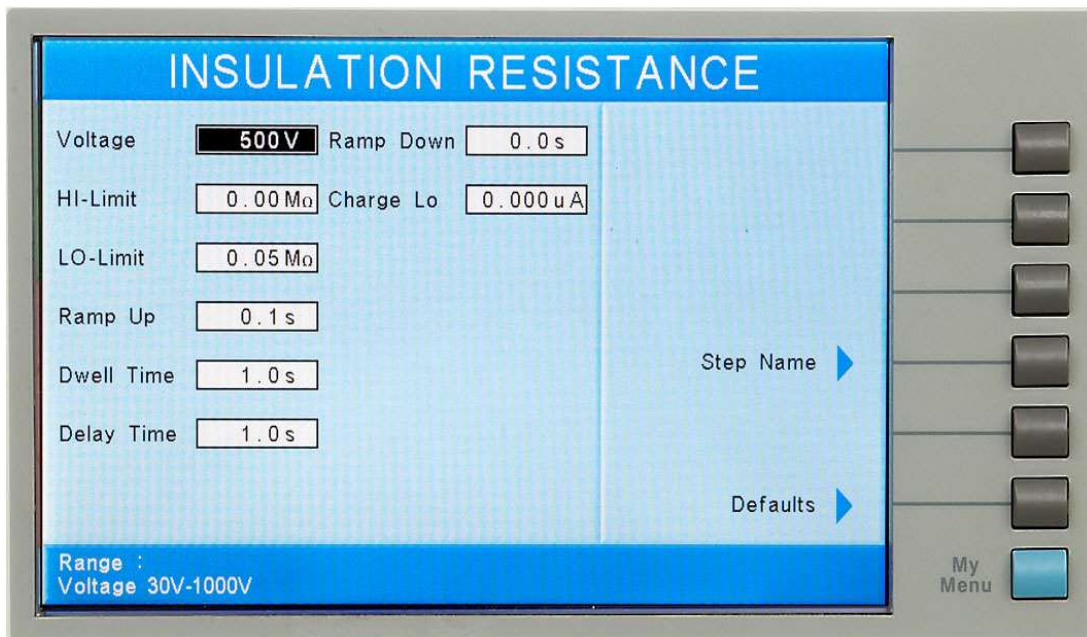 INSULATION RESISTANCE
Voltage 500V Ramp Down 0.0s
HI-Limit 0.00MΩ Charge Lo 0.000uA
LO-Limit 0.05MΩ
Ramp Up 0.1s
Dwell Time 1.0s
Delay Time 1.0s
Step Name
Defaults
Range :
Voltage 30V-1000V
My
Menu